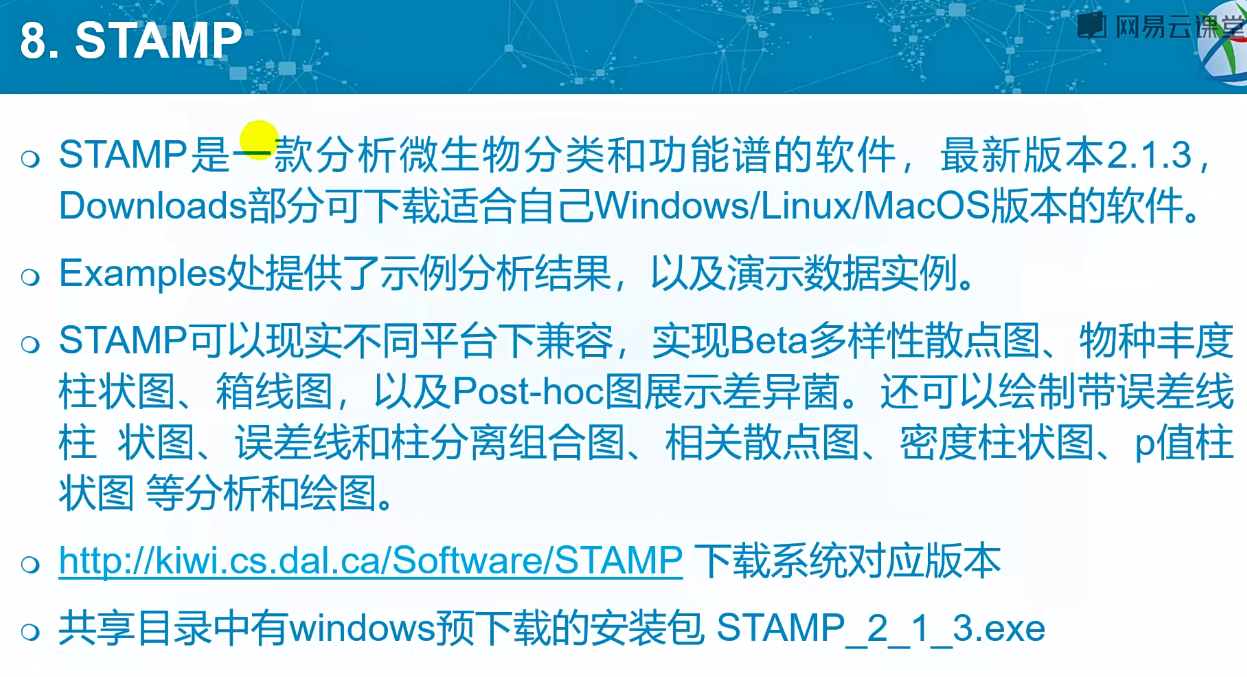 8. STAMP
网易云课堂
STAMP是一款分析微生物分类和功能谱的软件，最新版本2.1.3，
Downloads部分可下载适合自己Windows/Linux/MacOS版本的软件。
Examples处提供了示例分析结果，以及演示数据实例。
STAMP可以现实不同平台下兼容，实现Beta多样性散点图、物种丰度
柱状图、箱线图，以及Post-hoc图展示差异菌。还可以绘制带误差线
柱 状图、误差线和柱分离组合图、相关散点图、密度柱状图、p值柱
状图 等分析和绘图。
http://kiwi.cs.dal.ca/Software/STAMP 下载系统对应版本
共享目录中有windows预下载的安装包 STAMP_2_1_3.exe